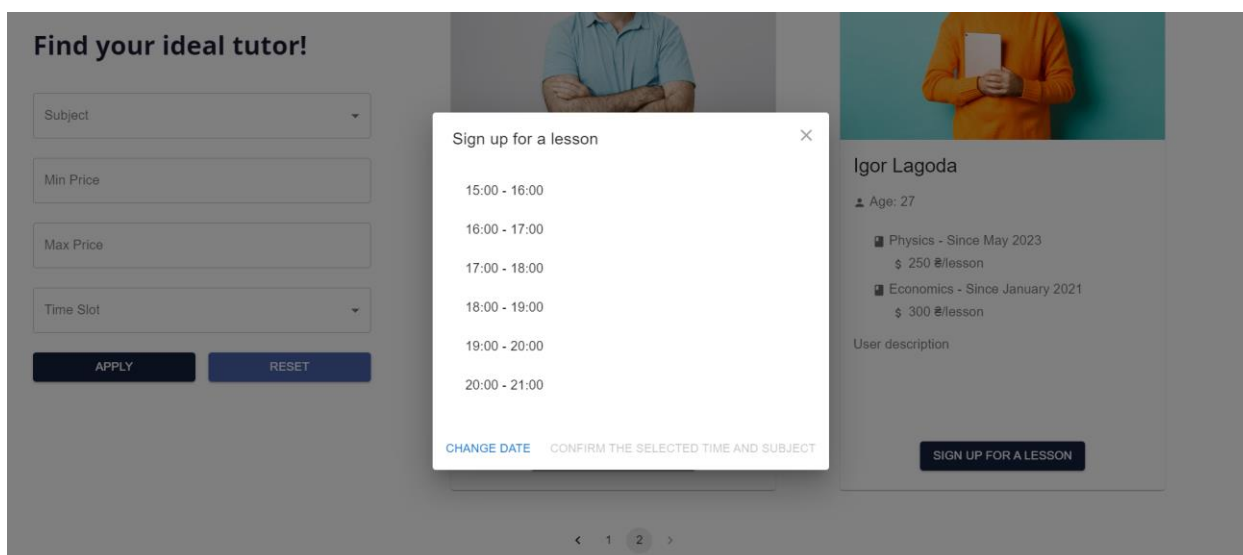 Find your ideal tutor!
Subject
Min Price
Max Price
Time Slot
APPLY
RESET
Sign up for a lesson
15:00 - 16:00
16:00 - 17:00
17:00 - 18:00
18:00 - 19:00
19:00 - 20:00
20:00 - 21:00
CHANGE DATE
CONFIRM THE SELECTED TIME AND SUBJECT
Igor Lagoda
Age: 27
Physics - Since May 2023
$ 250 ₴/lesson
Economics - Since January 2021
$ 300 ₴/lesson
User description
SIGN UP FOR A LESSON
1 2